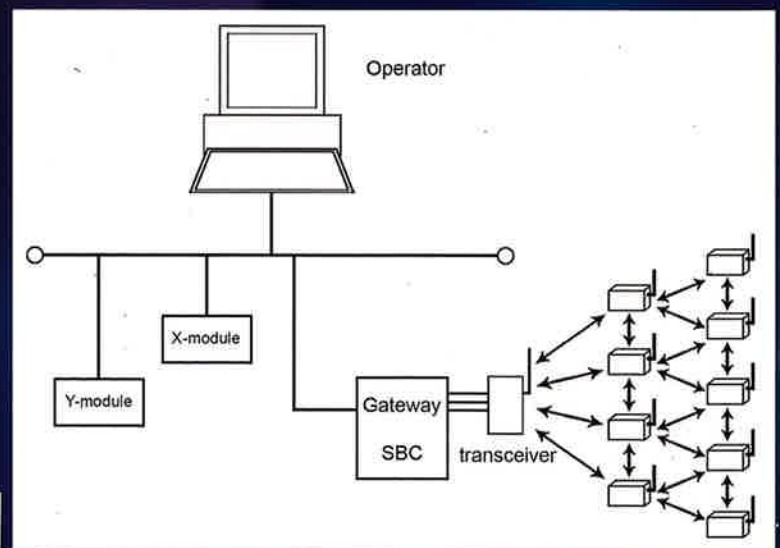 Operator
X-module
Y-module
Gateway
SBC
transceiver